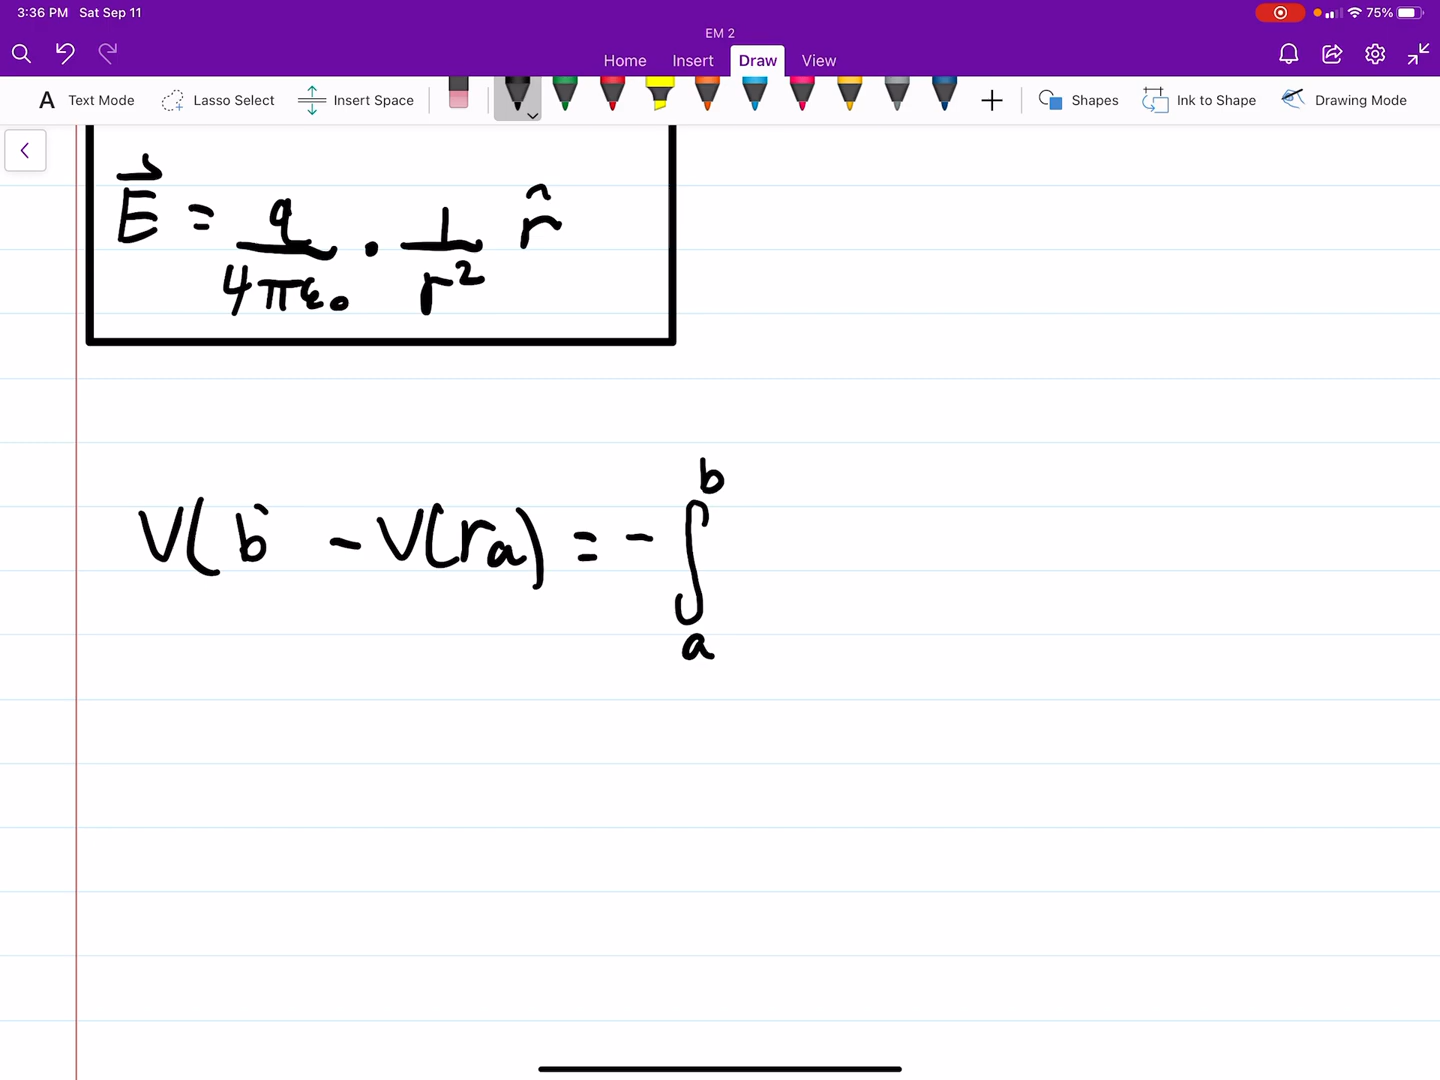 3:36 PM Sat Sep 11 75%
EM 2
Home Insert Draw View
A Text Mode Lasso Select Insert Space Shapes Ink to Shape Drawing Mode
E⃗ = q/4πε₀ · 1/r² r̂
V( b - V(ra) = - ∫ₐᵇ